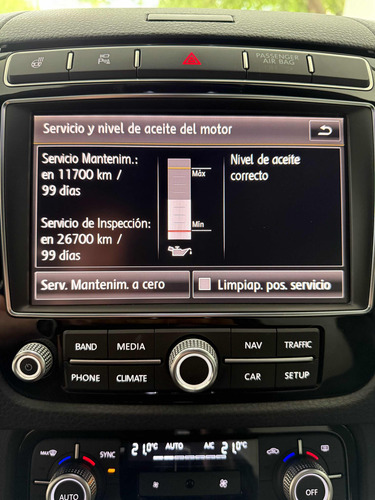 PASSENGER
AIR BAG
Servicio y nivel de aceite del motor
Servicio Mantenim.:
en 11700 km /
99 días
Servicio de Inspección:
en 26700 km /
99 días
Máx
Mín
Nivel de aceite
correcto
Serv. Mantenim. a cero
Limpiap. pos. servicio
BAND
MEDIA
NAV
TRAFFIC
PHONE
CLIMATE
CAR
SETUP
MAX
SYNC
21.0°C
AUTO
A/C
21.0°C
AUTO
OFF